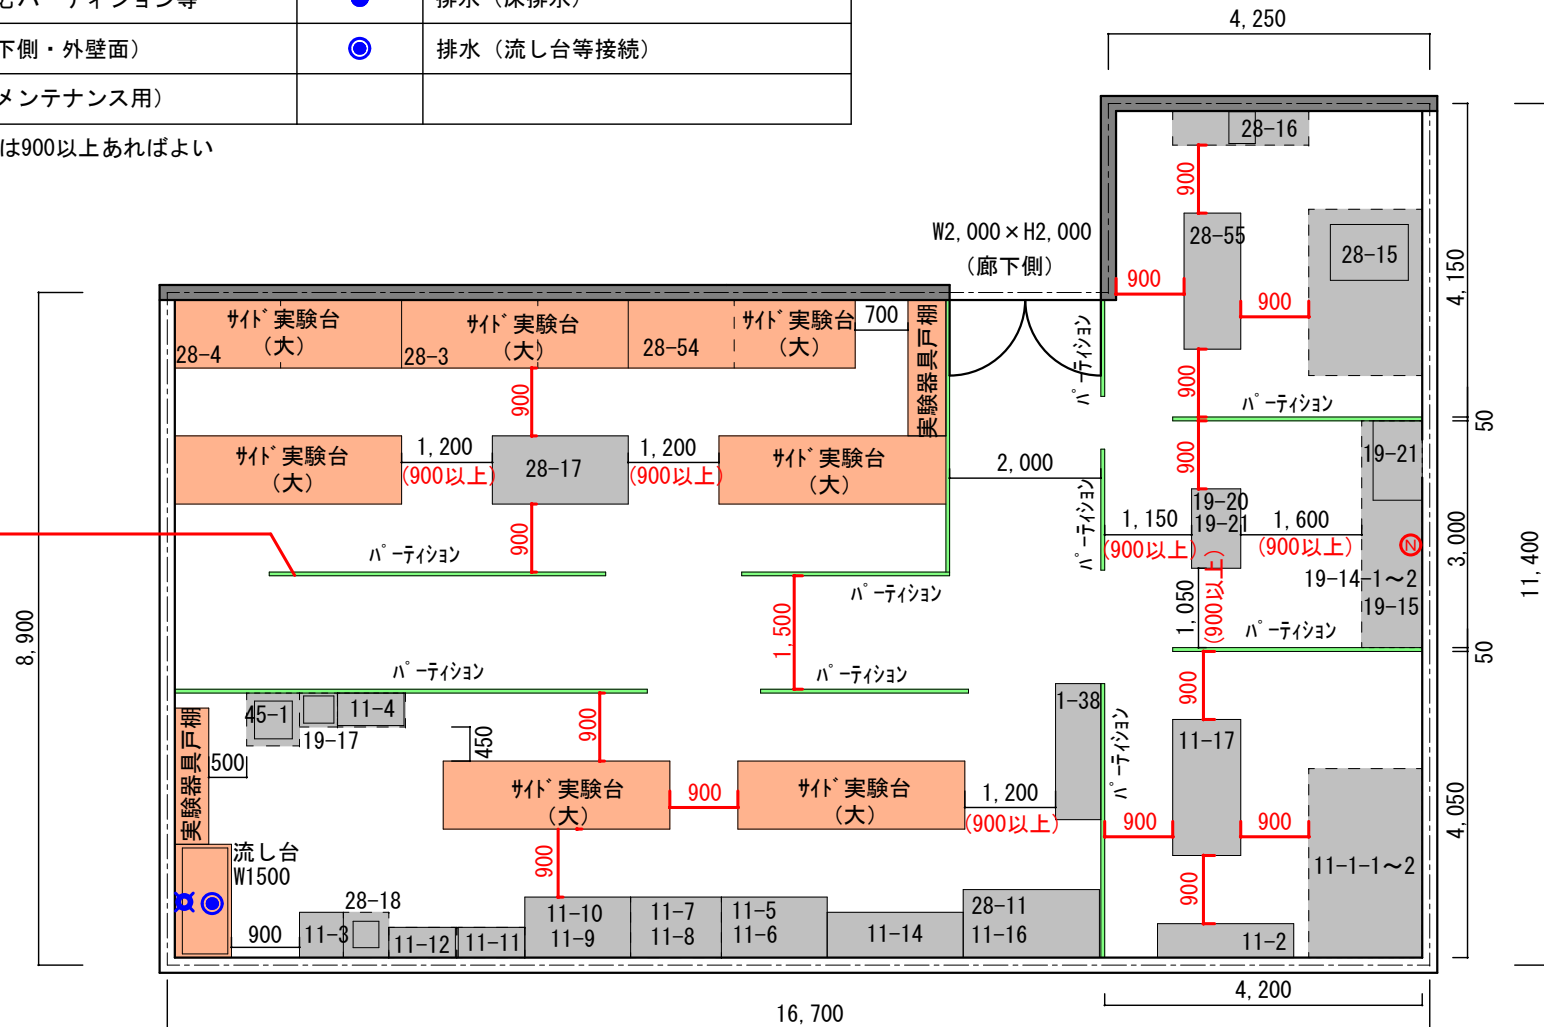 排水（床排水）
下側・外壁面）
排水（流し台等接続）
メンテナンス用）
は900以上あればよい
4,250
28-16
900
28-55
28-15
W2,000×H2,000
（廊下側）
900
900
4,150
ｻｲﾄﾞ実験台
（大）
28-4
ｻｲﾄﾞ実験台
（大）
28-3
28-54
ｻｲﾄﾞ実験台
（大）
700
実験器具戸棚
ﾊﾟｰﾃｨｼｮﾝ
900
900
ﾊﾟｰﾃｨｼｮﾝ
50
ｻｲﾄﾞ実験台
（大）
1,200
(900以上)
28-17
1,200
(900以上)
ｻｲﾄﾞ実験台
（大）
2,000
900
19-21
19-20
19-21
1,150
(900以上)
1,600
(900以上)
N
ﾊﾟｰﾃｨｼｮﾝ
3,000
11,400
900
ﾊﾟｰﾃｨｼｮﾝ
ﾊﾟｰﾃｨｼｮﾝ
19-14-1～2
19-15
1,050
(900以上)
ﾊﾟｰﾃｨｼｮﾝ
8,900
1,500
50
ﾊﾟｰﾃｨｼｮﾝ
ﾊﾟｰﾃｨｼｮﾝ
45-1
11-4
19-17
900
1-38
900
450
500
実験器具戸棚
ｻｲﾄﾞ実験台
（大）
900
ｻｲﾄﾞ実験台
（大）
1,200
(900以上)
ﾊﾟｰﾃｨｼｮﾝ
11-17
900
900
4,050
流し台
W1500
900
11-1-1～2
900
28-18
900
11-3
11-12
11-11
11-10
11-9
11-7
11-8
11-5
11-6
11-14
28-11
11-16
11-2
4,200
16,700